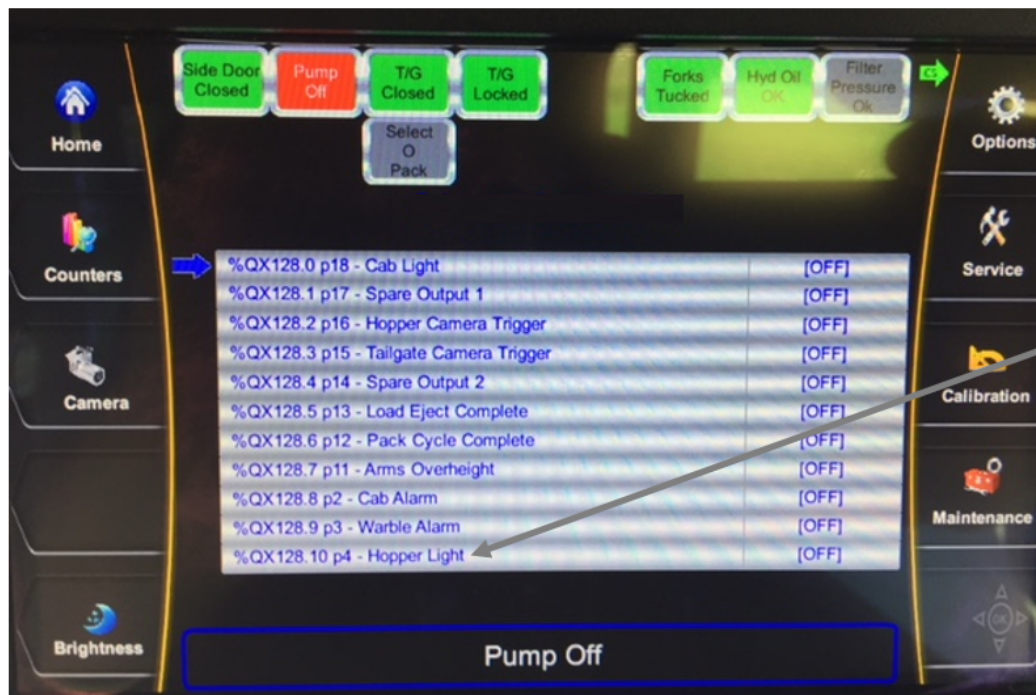 Side Door
Closed
Pump
Off
T/G
Closed
T/G
Locked
Forks
Tucked
Hyd Oil
OK
Filter
Pressure
Ok
CS
Select
O
Pack
Home
Options
Counters
Service
Camera
Calibration
Maintenance
Brightness
OK
%QX128.0 p18 - Cab Light [OFF]
%QX128.1 p17 - Spare Output 1 [OFF]
%QX128.2 p16 - Hopper Camera Trigger [OFF]
%QX128.3 p15 - Tailgate Camera Trigger [OFF]
%QX128.4 p14 - Spare Output 2 [OFF]
%QX128.5 p13 - Load Eject Complete [OFF]
%QX128.6 p12 - Pack Cycle Complete [OFF]
%QX128.7 p11 - Arms Overheight [OFF]
%QX128.8 p2 - Cab Alarm [OFF]
%QX128.9 p3 - Warble Alarm [OFF]
%QX128.10 p4 - Hopper Light [OFF]
Pump Off